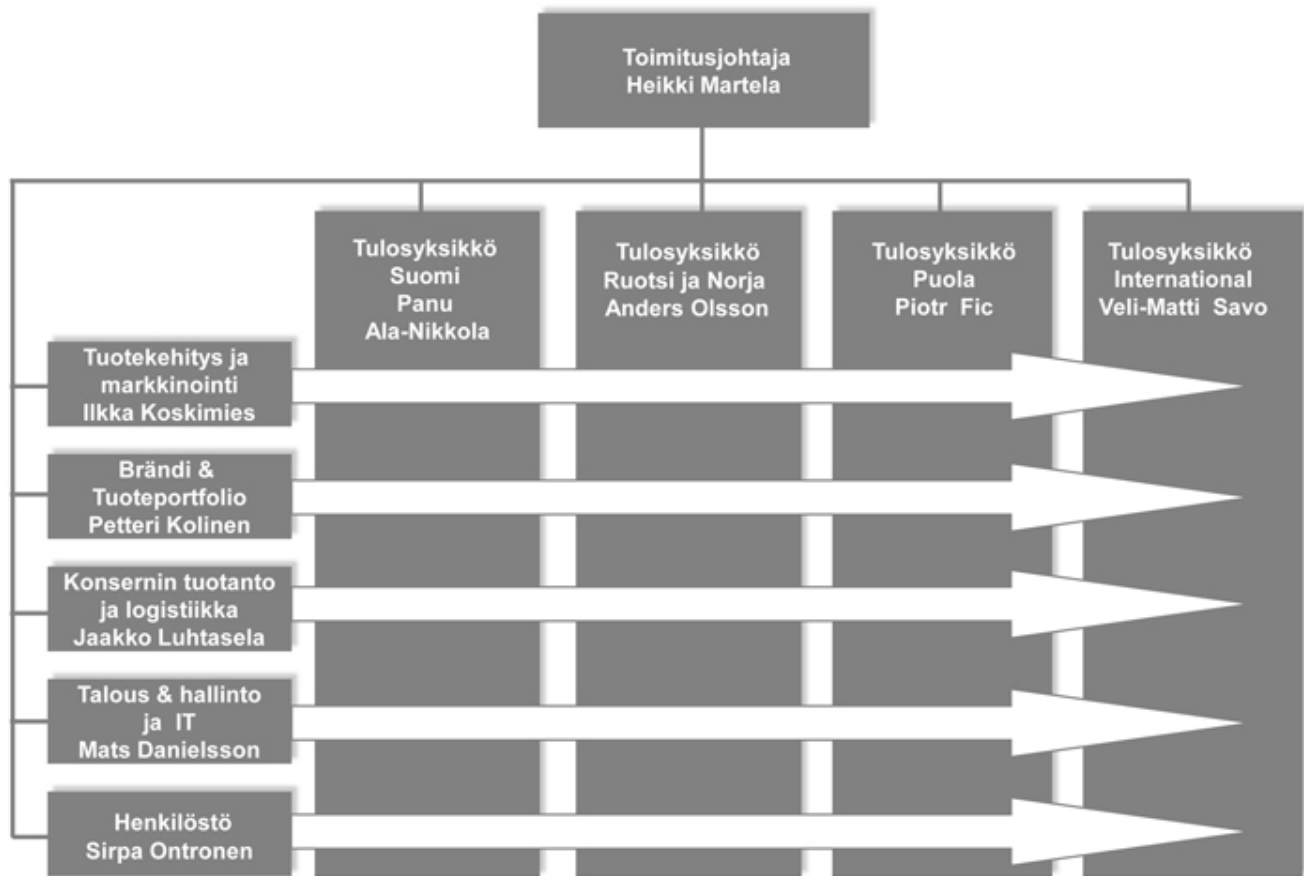 Toimitusjohtaja
Heikki Martela
Tulosyksikkö
Suomi
Panu
Ala-Nikkola
Tulosyksikkö
Ruotsi ja Norja
Anders Olsson
Tulosyksikkö
Puola
Piotr Fic
Tulosyksikkö
International
Veli-Matti Savo
Tuotekehitys ja
markkinointi
Ilkka Koskimies
Brändi &
Tuoteportfolio
Petteri Kolinen
Konsernin tuotanto
ja logistiikka
Jaakko Luhtasela
Talous & hallinto
ja IT
Mats Danielsson
Henkilöstö
Sirpa Ontronen